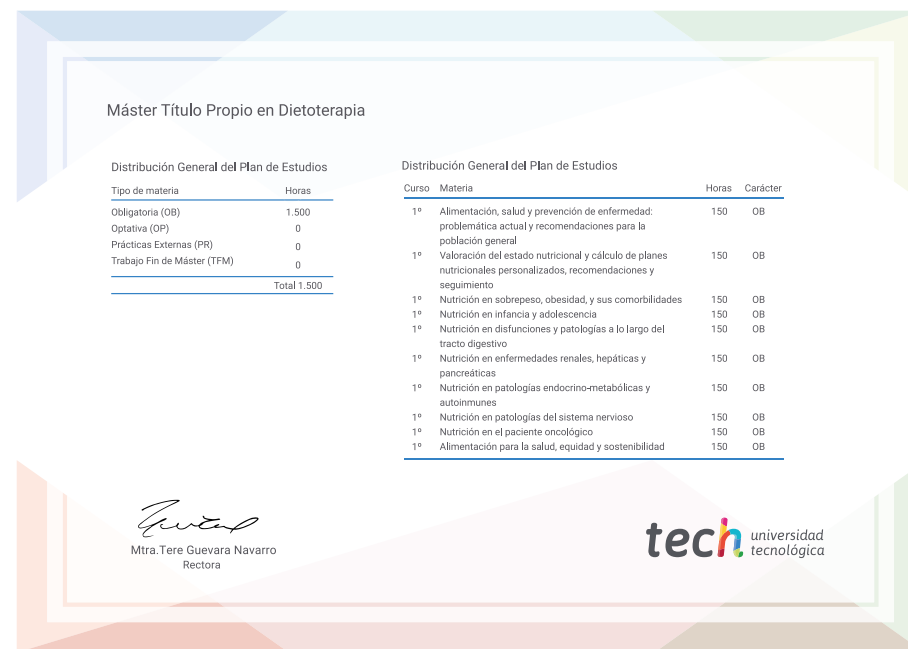 Máster Título Propio en Dietoterapia
Distribución General del Plan de Estudios
Tipo de materia Horas
Obligatoria (OB) 1.500
Optativa (OP) 0
Prácticas Externas (PR) 0
Trabajo Fin de Máster (TFM) 0
Total 1.500
Distribución General del Plan de Estudios
Curso Materia Horas Carácter
1º Alimentación, salud y prevención de enfermedad: 150 OB
problemática actual y recomendaciones para la
población general
1º Valoración del estado nutricional y cálculo de planes 150 OB
nutricionales personalizados, recomendaciones y
seguimiento
1º Nutrición en sobrepeso, obesidad, y sus comorbilidades 150 OB
1º Nutrición en infancia y adolescencia 150 OB
1º Nutrición en disfunciones y patologías a lo largo del 150 OB
tracto digestivo
1º Nutrición en enfermedades renales, hepáticas y 150 OB
pancreáticas
1º Nutrición en patologías endocrino-metabólicas y 150 OB
autoinmunes
1º Nutrición en patologías del sistema nervioso 150 OB
1º Nutrición en el paciente oncológico 150 OB
1º Alimentación para la salud, equidad y sostenibilidad 150 OB
Mtra.Tere Guevara Navarro
Rectora
tech universidad
tecnológica